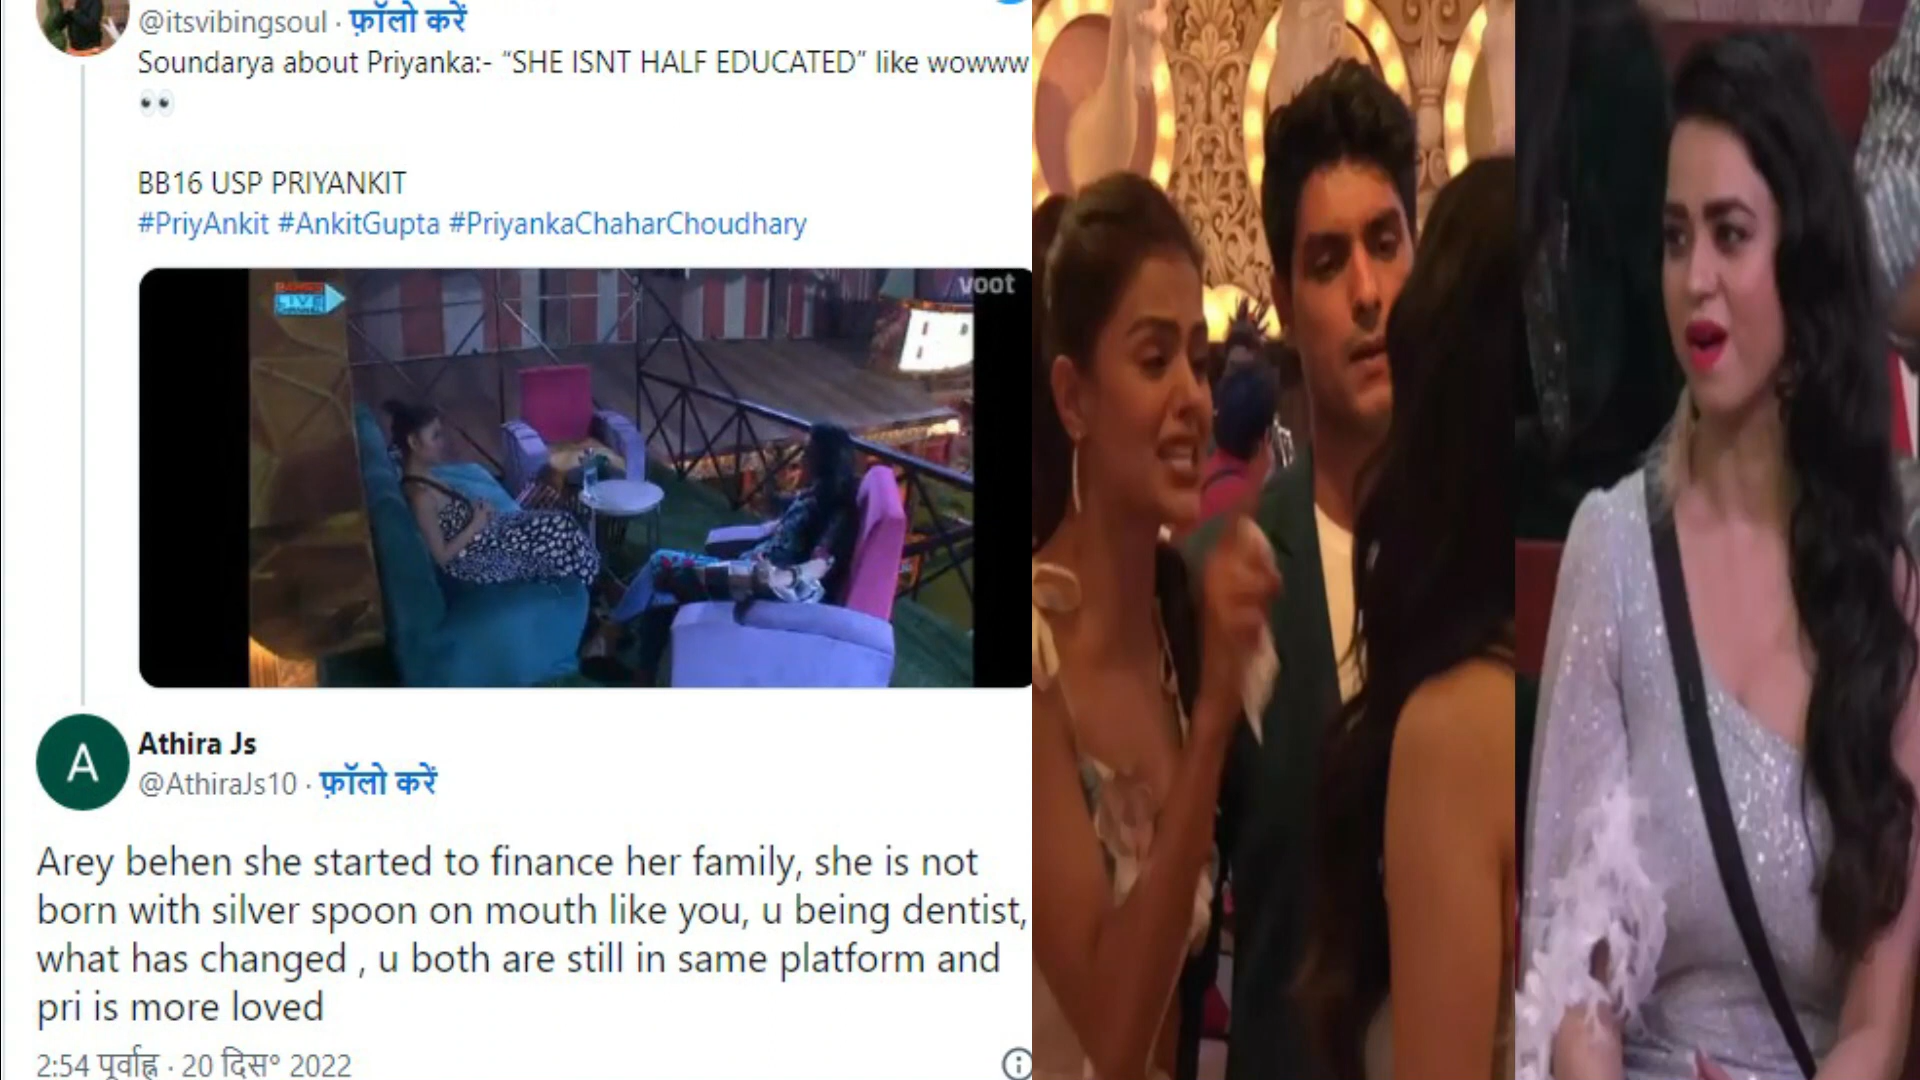 @itsvibingsoul · फ़ॉलो करें
Soundarya about Priyanka:- “SHE ISNT HALF EDUCATED” like wowww
👀
BB16 USP PRIYANKIT
#PriyAnkit #AnkitGupta #PriyankaChaharChoudhary
voot
LIVE
Athira Js
A
@AthiraJs10 · फ़ॉलो करें
Arey behen she started to finance her family, she is not
born with silver spoon on mouth like you, u being dentist,
what has changed , u both are still in same platform and
pri is more loved
2:54 पूर्वाह्न · 20 दिस॰ 2022